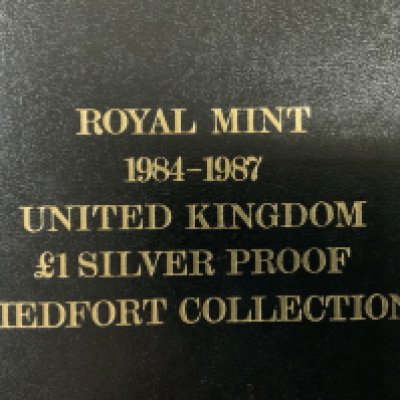 ROYAL MINT
1984-1987
UNITED KINGDOM
£1 SILVER PROOF
IEDFORT COLLECTION